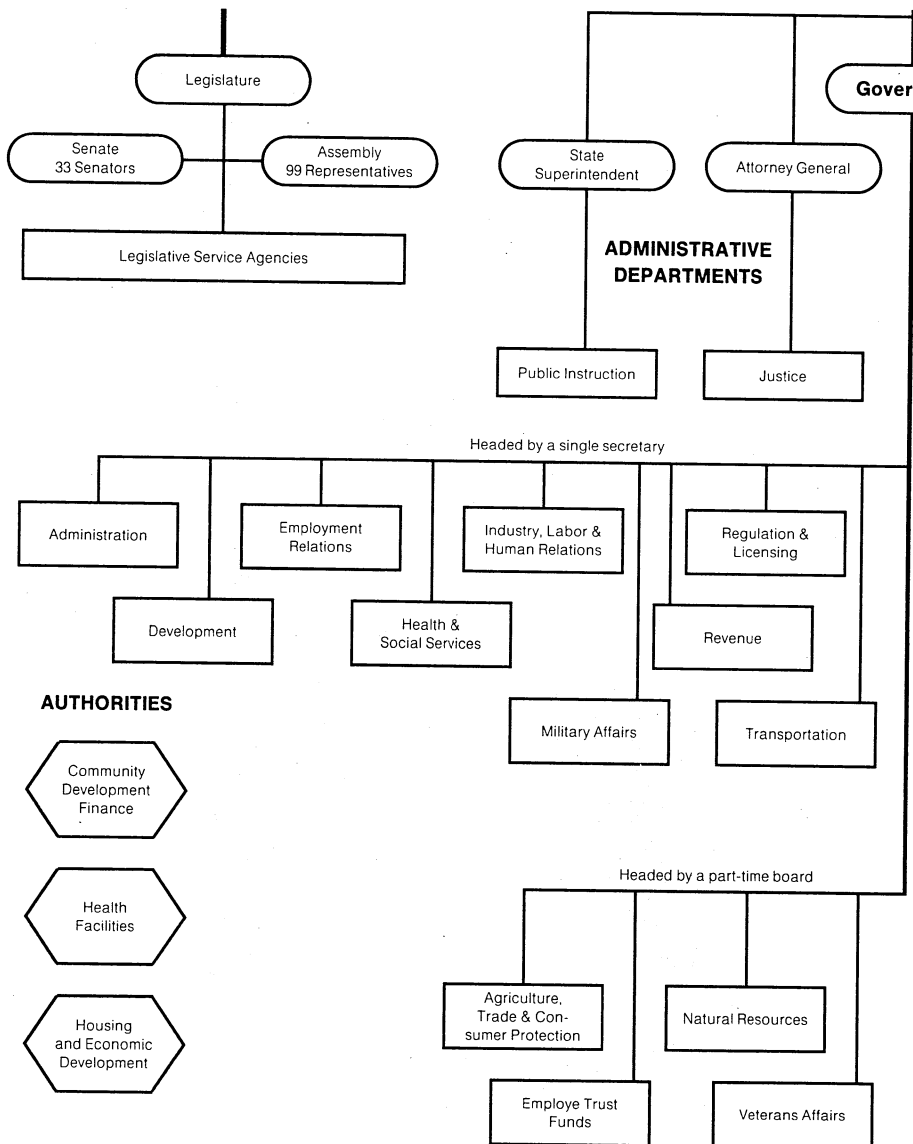 Legislature
Gover
Senate
33 Senators
Assembly
99 Representatives
State
Superintendent
Attorney General
Legislative Service Agencies
ADMINISTRATIVE
DEPARTMENTS
Public Instruction
Justice
Headed by a single secretary
Administration
Employment
Relations
Industry, Labor &
Human Relations
Regulation &
Licensing
Development
Health &
Social Services
Revenue
AUTHORITIES
Military Affairs
Transportation
Community
Development
Finance
Headed by a part-time board
Health
Facilities
Agriculture,
Trade & Con-
sumer Protection
Natural Resources
Housing
and Economic
Development
Employe Trust
Funds
Veterans Affairs